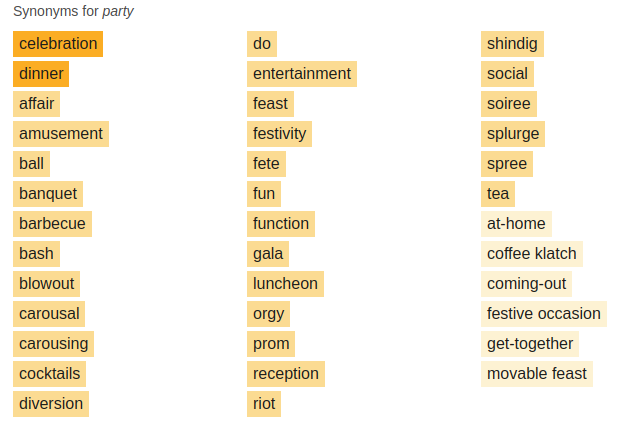 Synonyms for party
celebration
dinner
affair
amusement
ball
banquet
barbecue
bash
blowout
carousal
carousing
cocktails
diversion
do
entertainment
feast
festivity
fete
fun
function
gala
luncheon
orgy
prom
reception
riot
shindig
social
soiree
splurge
spree
tea
at-home
coffee klatch
coming-out
festive occasion
get-together
movable feast